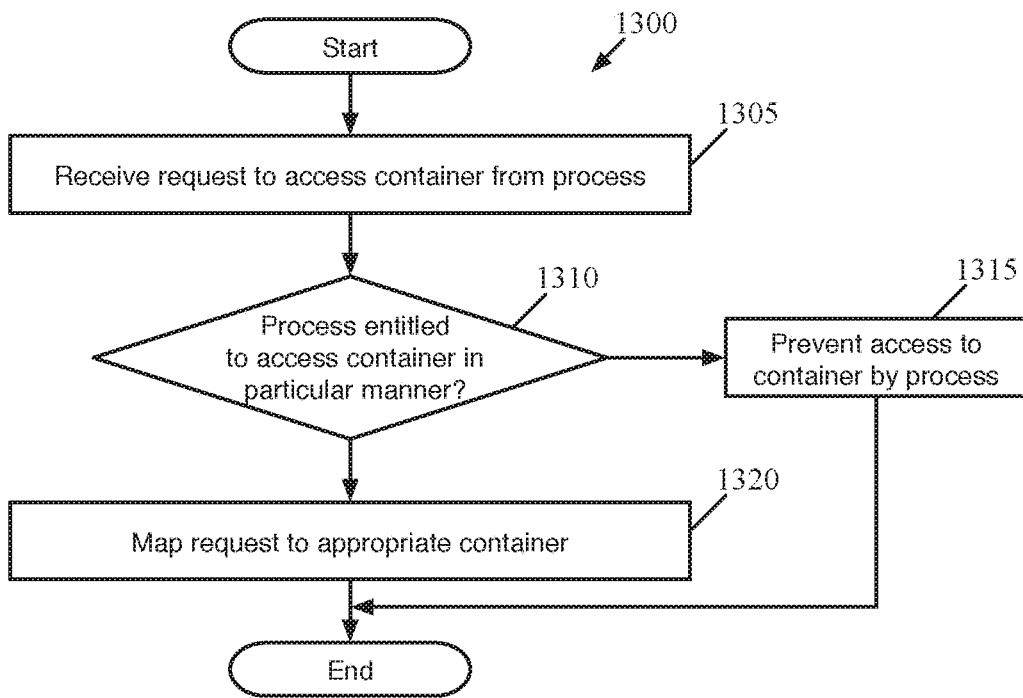 Start
1300
1305
Receive request to access container from process
1310
1315
Process entitled
to access container in
particular manner?
Prevent access to
container by process
1320
Map request to appropriate container
End